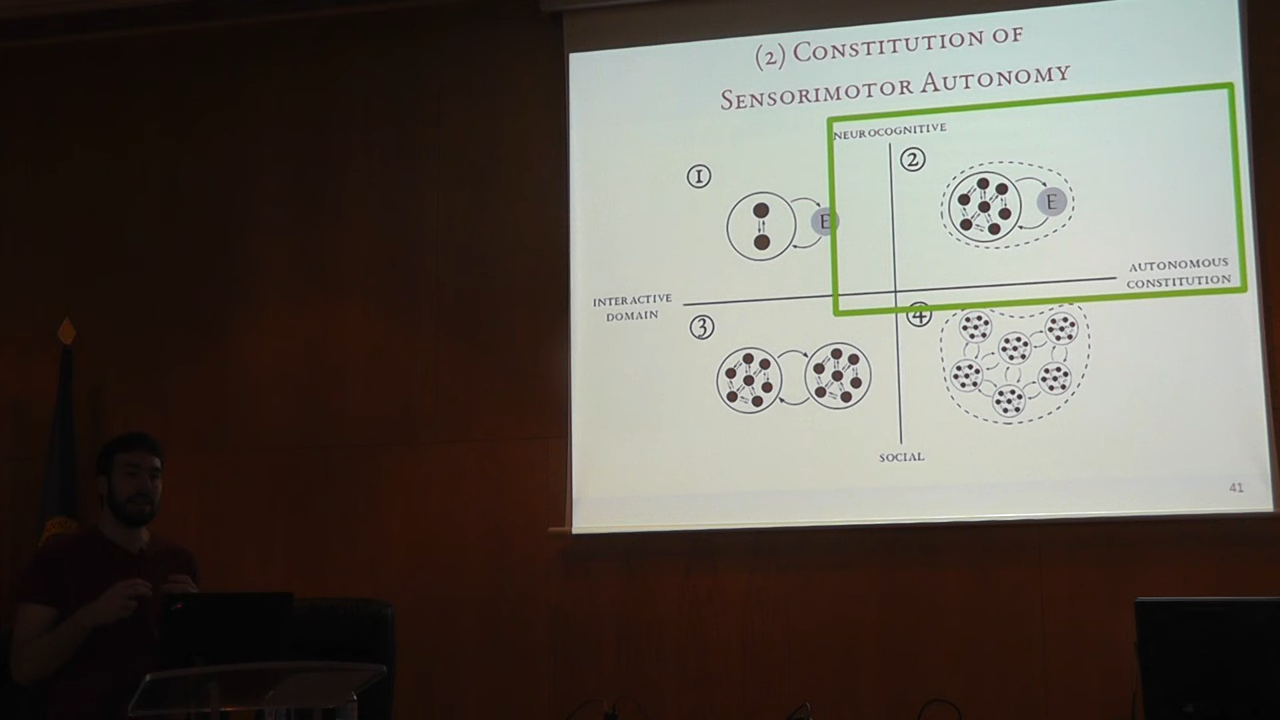 (2) Constitution of
Sensorimotor Autonomy
NEUROCOGNITIVE
①
②
E
E
AUTONOMOUS
CONSTITUTION
INTERACTIVE
DOMAIN
③
④
SOCIAL
41